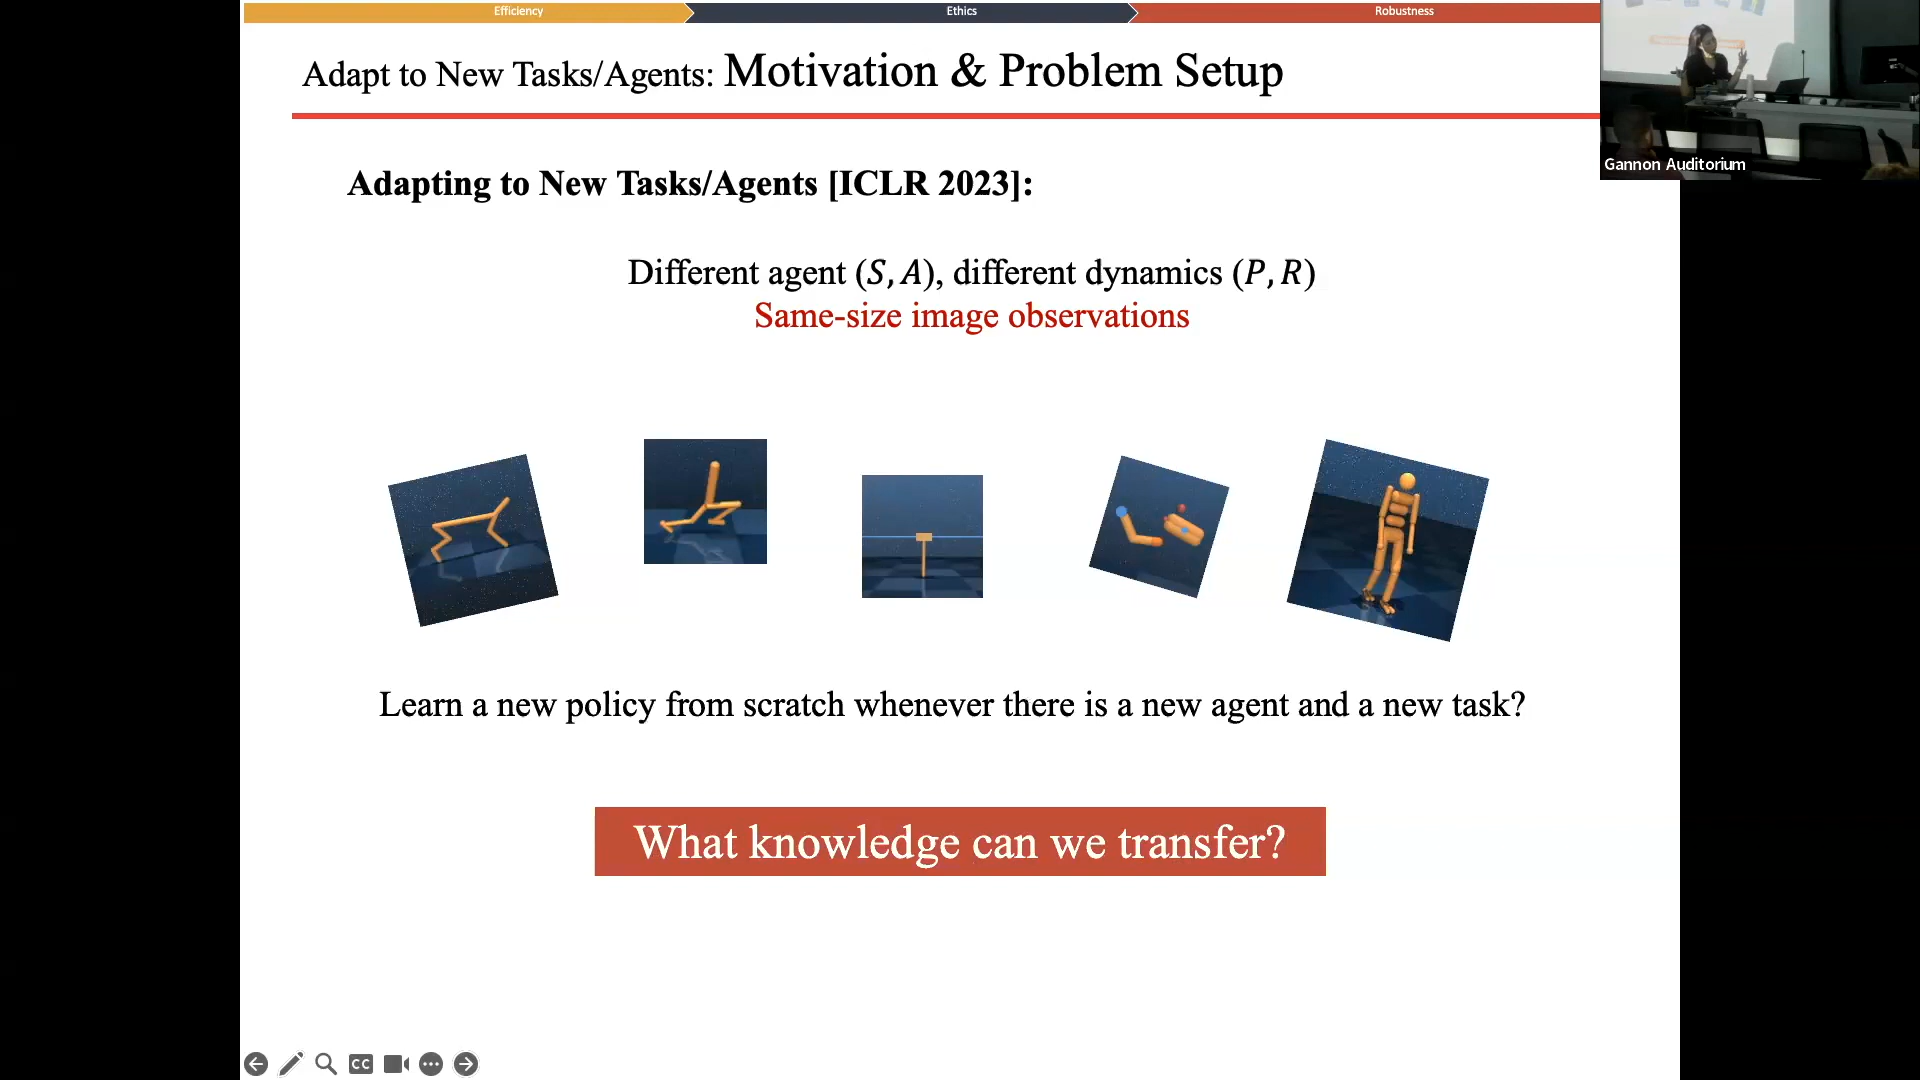 Efficiency
Ethics
Robustness
Adapt to New Tasks/Agents: Motivation & Problem Setup
Gannon Auditorium
Adapting to New Tasks/Agents [ICLR 2023]:
Different agent (S, A), different dynamics (P, R)
Same-size image observations
Learn a new policy from scratch whenever there is a new agent and a new task?
What knowledge can we transfer?
CC